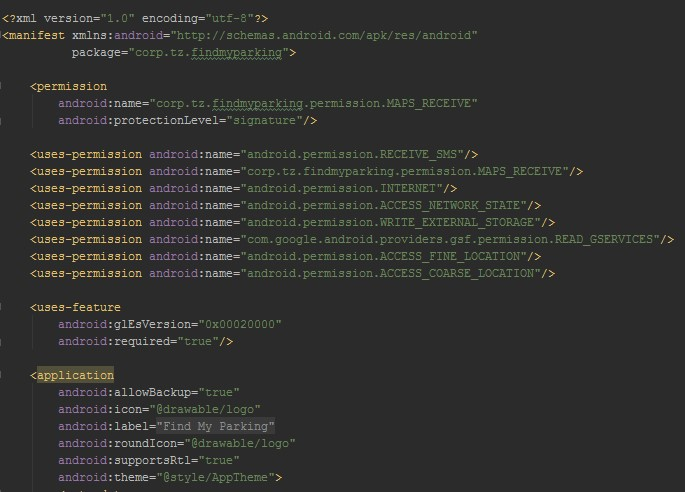 <?xml version="1.0" encoding="utf-8"?>
<manifest xmlns:android="http://schemas.android.com/apk/res/android"
package="corp.tz.findmyparking">
<permission
android:name="corp.tz.findmyparking.permission.MAPS_RECEIVE"
android:protectionLevel="signature"/>
<uses-permission android:name="android.permission.RECEIVE_SMS"/>
<uses-permission android:name="corp.tz.findmyparking.permission.MAPS_RECEIVE"/>
<uses-permission android:name="android.permission.INTERNET"/>
<uses-permission android:name="android.permission.ACCESS_NETWORK_STATE"/>
<uses-permission android:name="android.permission.WRITE_EXTERNAL_STORAGE"/>
<uses-permission android:name="com.google.android.providers.gsf.permission.READ_GSERVICES"/>
<uses-permission android:name="android.permission.ACCESS_FINE_LOCATION"/>
<uses-permission android:name="android.permission.ACCESS_COARSE_LOCATION"/>
<uses-feature
android:glEsVersion="0x00020000"
android:required="true"/>
<application
android:allowBackup="true"
android:icon="@drawable/logo"
android:label="Find My Parking"
android:roundIcon="@drawable/logo"
android:supportsRtl="true"
android:theme="@style/AppTheme">